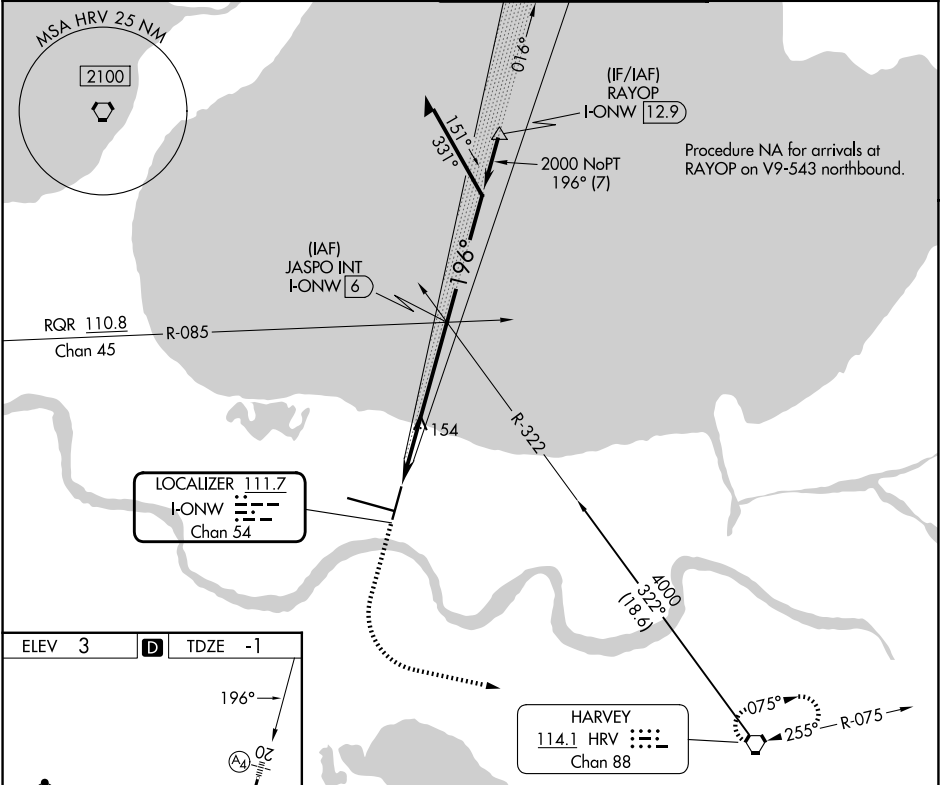 MSA HRV 25 NM
2100
016°
(IF/IAF)
RAYOP
I-ONW 12.9
151°
331°
2000 NoPT
196° (7)
Procedure NA for arrivals at
RAYOP on V9-543 northbound.
196°
(IAF)
JASPO INT
I-ONW 6
RQR 110.8
Chan 45
R-085
154
R-322
LOCALIZER 111.7
I-ONW
Chan 54
4000
322°
(18.6)
ELEV 3
D
TDZE -1
196°
20
A4
HARVEY
114.1 HRV
Chan 88
075°
255°
R-075